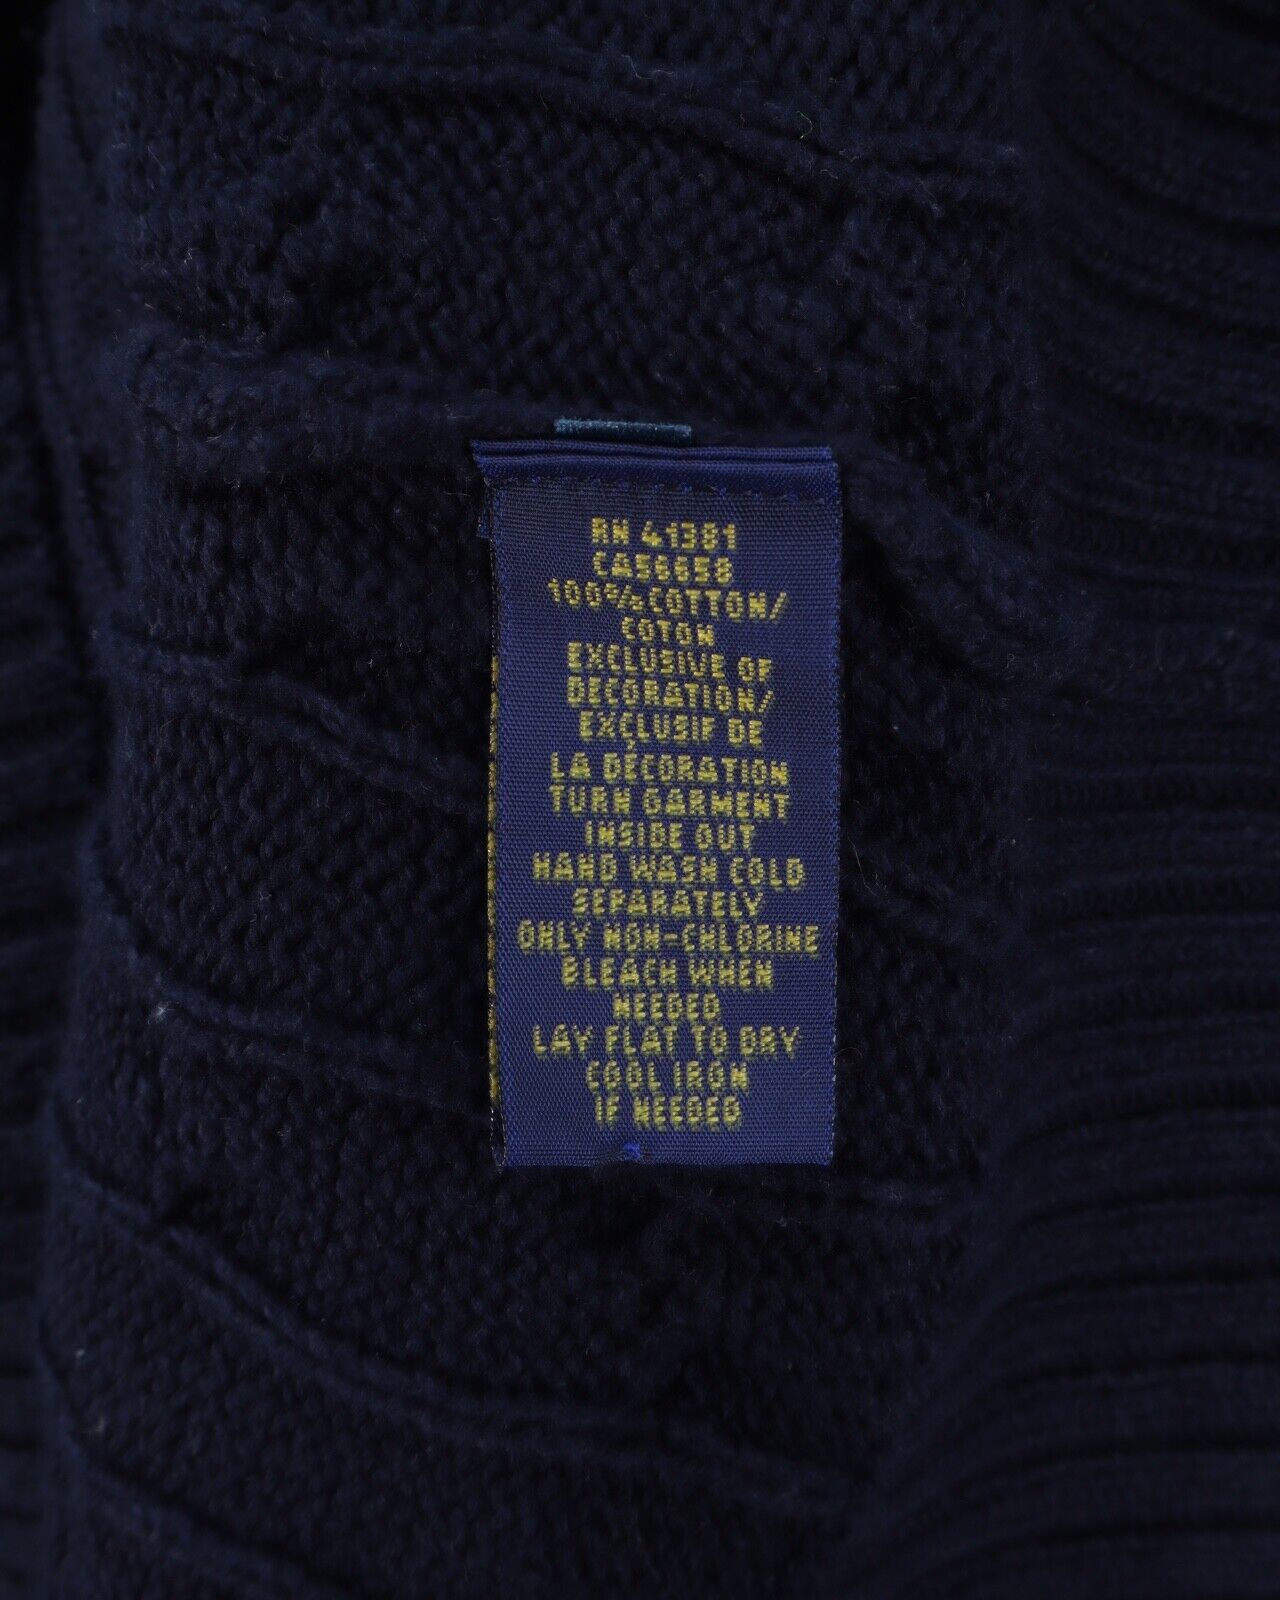 RN 41381
CA56658
100% COTTON/
COTON
EXCLUSIVE OF
DECORATION/
EXCLUSIF DE
LA DÉCORATION
TURN GARMENT
INSIDE OUT
HAND WASH COLD
SEPARATELY
ONLY NON-CHLORINE
BLEACH WHEN
NEEDED
LAY FLAT TO DRY
COOL IRON
IF NEEDED